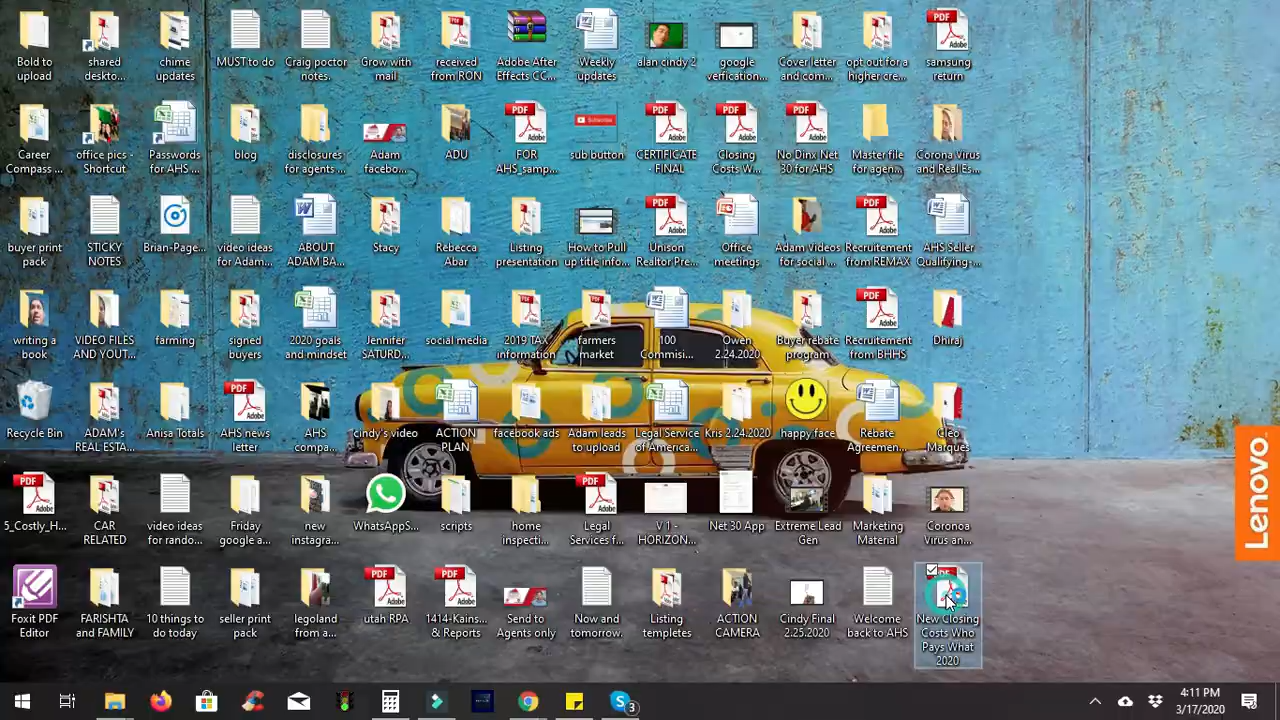 Bold to upload
shared deskto...
chime updates
MUST to do
Craig poctor notes.
Grow with mail
received from RON
Adobe After Effects CC...
Weekly updates
alan cindy 2
google verfication...
Cover letter and com...
opt out for a higher cre...
samsung return
Career Compass ...
office pics - Shortcut
Passwords for AHS ...
blog
disclosures for agents ...
Adam facebo...
ADU
FOR AHS_samp...
sub button
CERTIFICATE - FINAL
Closing Costs W...
No Dinx Net 30 for AHS
Master file for agen...
Corona Virus and Real Es...
buyer print pack
STICKY NOTES
Brian-Page...
video ideas for Adam...
ABOUT ADAM BA...
Stacy
Rebecca Abar
Listing presentation
How to Pull up title info...
Unison Realtor Pre...
Office meetings.
Adam Videos for social ...
Recruitement from REMAX
AHS Seller Qualifying-...
writing a book
VIDEO FILES AND YOUT...
farming
signed buyers
2020 goals and mindset
Jennifer SATURD...
social media
2019 TAX information
farmers market
100 Commisi...
Owen 2.24.2020
Buyer rebate program
Recruitement from BHHS
Dhiraj
Recycle Bin
ADAM's REAL ESTA...
Anisa Totals
AHS news letter
AHS compa...
cindy's video
ACTION PLAN
facebook ads
Adam leads to upload
Legal Service of America...
Kris 2.24.2020
happy face
Rebate Agreemen...
Cleo Marques
5_Costly_H...
CAR RELATED
video ideas for rando...
Friday google a...
new instagra...
WhatsAppS...
scripts
home inspecti...
Legal Services f...
V 1 - HORIZON...
Net 30 App
Extreme Lead Gen
Marketing Material
Coronoa Virus an...
Foxit PDF Editor
FARISHTA and FAMILY
10 things to do today
seller print pack
legoland from a...
utah RPA
1414-Kains... & Reports
Send to Agents only
Now and tomorrow.
Listing templetes
ACTION CAMERA
Cindy Final 2.25.2020
Welcome back to AHS
New Closing Costs Who Pays What 2020
Lenovo
3
4:11 PM
3/17/2020